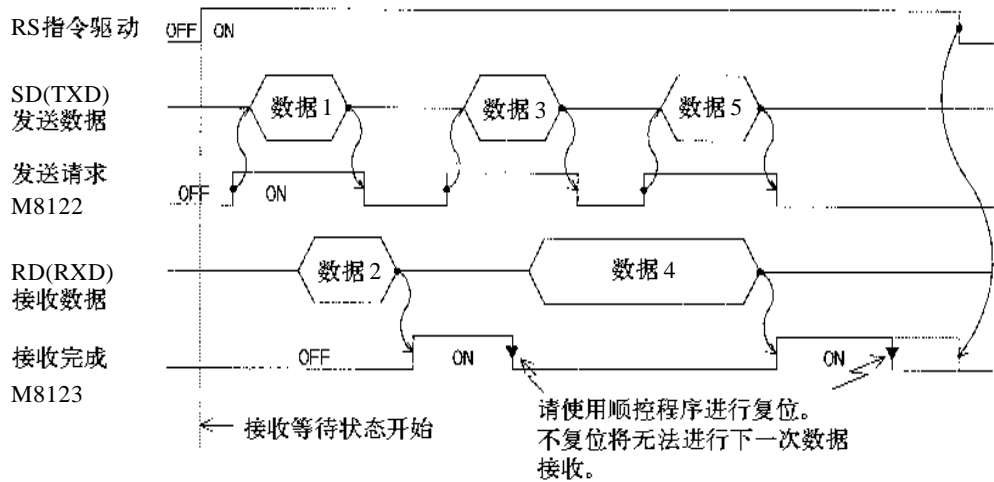 RS指令驱动
OFF ON
SD(TXD)
发送数据
数据1
数据3
数据5
发送请求
M8122
OFF ON
RD(RXD)
接收数据
数据2
数据4
接收完成
M8123
OFF ON ON
接收等待状态开始
请使用顺控程序进行复位。
不复位将无法进行下一次数据
接收。